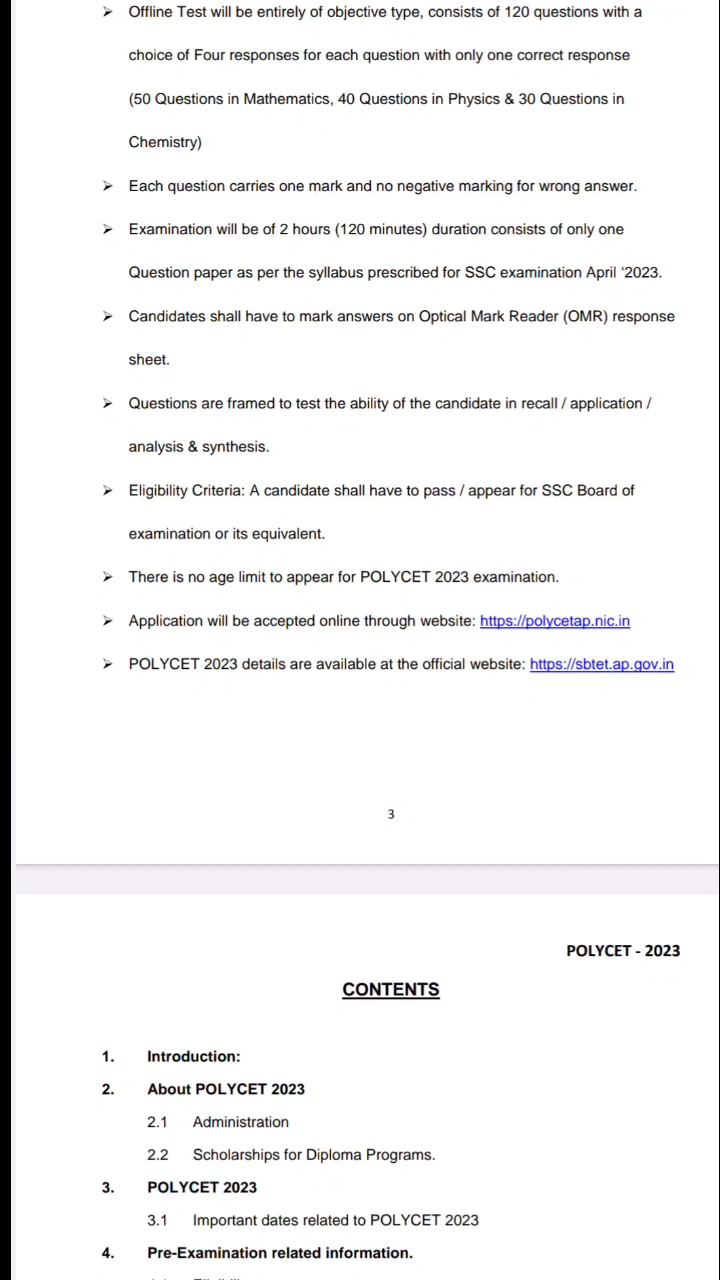 ➢ Offline Test will be entirely of objective type, consists of 120 questions with a
choice of Four responses for each question with only one correct response
(50 Questions in Mathematics, 40 Questions in Physics & 30 Questions in
Chemistry)
➢ Each question carries one mark and no negative marking for wrong answer.
➢ Examination will be of 2 hours (120 minutes) duration consists of only one
Question paper as per the syllabus prescribed for SSC examination April ‘2023.
➢ Candidates shall have to mark answers on Optical Mark Reader (OMR) response
sheet.
➢ Questions are framed to test the ability of the candidate in recall / application /
analysis & synthesis.
➢ Eligibility Criteria: A candidate shall have to pass / appear for SSC Board of
examination or its equivalent.
➢ There is no age limit to appear for POLYCET 2023 examination.
➢ Application will be accepted online through website: https://polycetap.nic.in
➢ POLYCET 2023 details are available at the official website: https://sbtet.ap.gov.in
3
POLYCET - 2023
CONTENTS
1. Introduction:
2. About POLYCET 2023
2.1 Administration
2.2 Scholarships for Diploma Programs.
3. POLYCET 2023
3.1 Important dates related to POLYCET 2023
4. Pre-Examination related information.